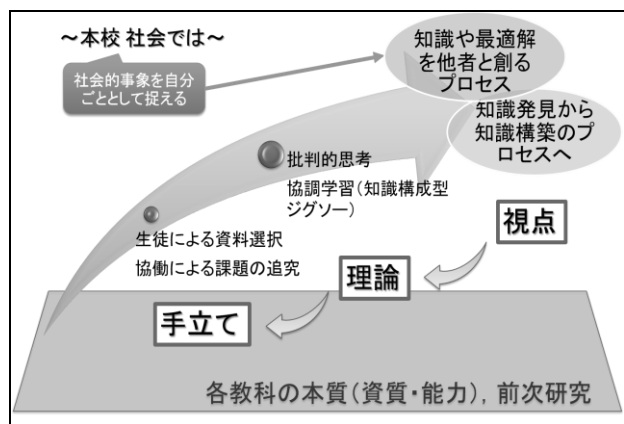 ～本校 社会では～
社会的事象を自分
ごととして捉える
知識や最適解
を他者と創る
プロセス
知識発見から
知識構築のプ
ロセスへ
批判的思考
協調学習(知識構成型
ジグソー)
生徒による資料選択
協働による課題の追究
視点
理論
手立て
各教科の本質(資質・能力)，前次研究